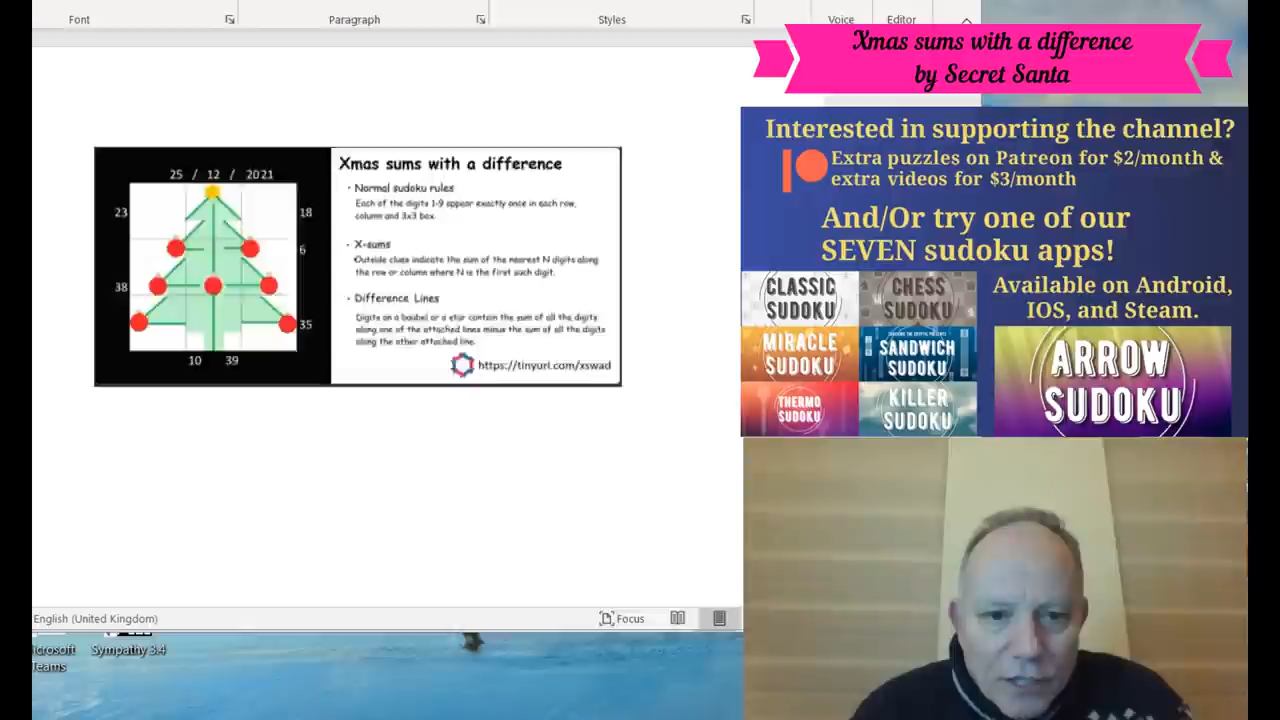 Font
Paragraph
Styles
Voice
Editor
Xmas sums with a difference
by Secret Santa
Interested in supporting the channel?
Extra puzzles on Patreon for $2/month &
extra videos for $3/month
And/Or try one of our
SEVEN sudoku apps!
CLASSIC
SUDOKU
CHESS
SUDOKU
MIRACLE
SUDOKU
CRACKING THE CRYPTIC PRESENTS
SANDWICH
SUDOKU
THERMO
SUDOKU
KILLER
SUDOKU
Available on Android,
IOS, and Steam.
ARROW
SUDOKU
25 / 12 / 2021
23
18
6
38
35
10
39
Xmas sums with a difference
· Normal sudoku rules
Each of the digits 1-9 appear exactly once in each row,
column and 3x3 box.
· X-sums
Outside clues indicate the sum of the nearest N digits along
the row or column where N is the first such digit.
· Difference Lines
Digits on a baubel or a star contain the sum of all the digits
along one of the attached lines minus the sum of all the digits
along the other attached line.
https://tinyurl.com/xswad
English (United Kingdom)
Focus
icrosoft
Teams
Sympathy 3.4